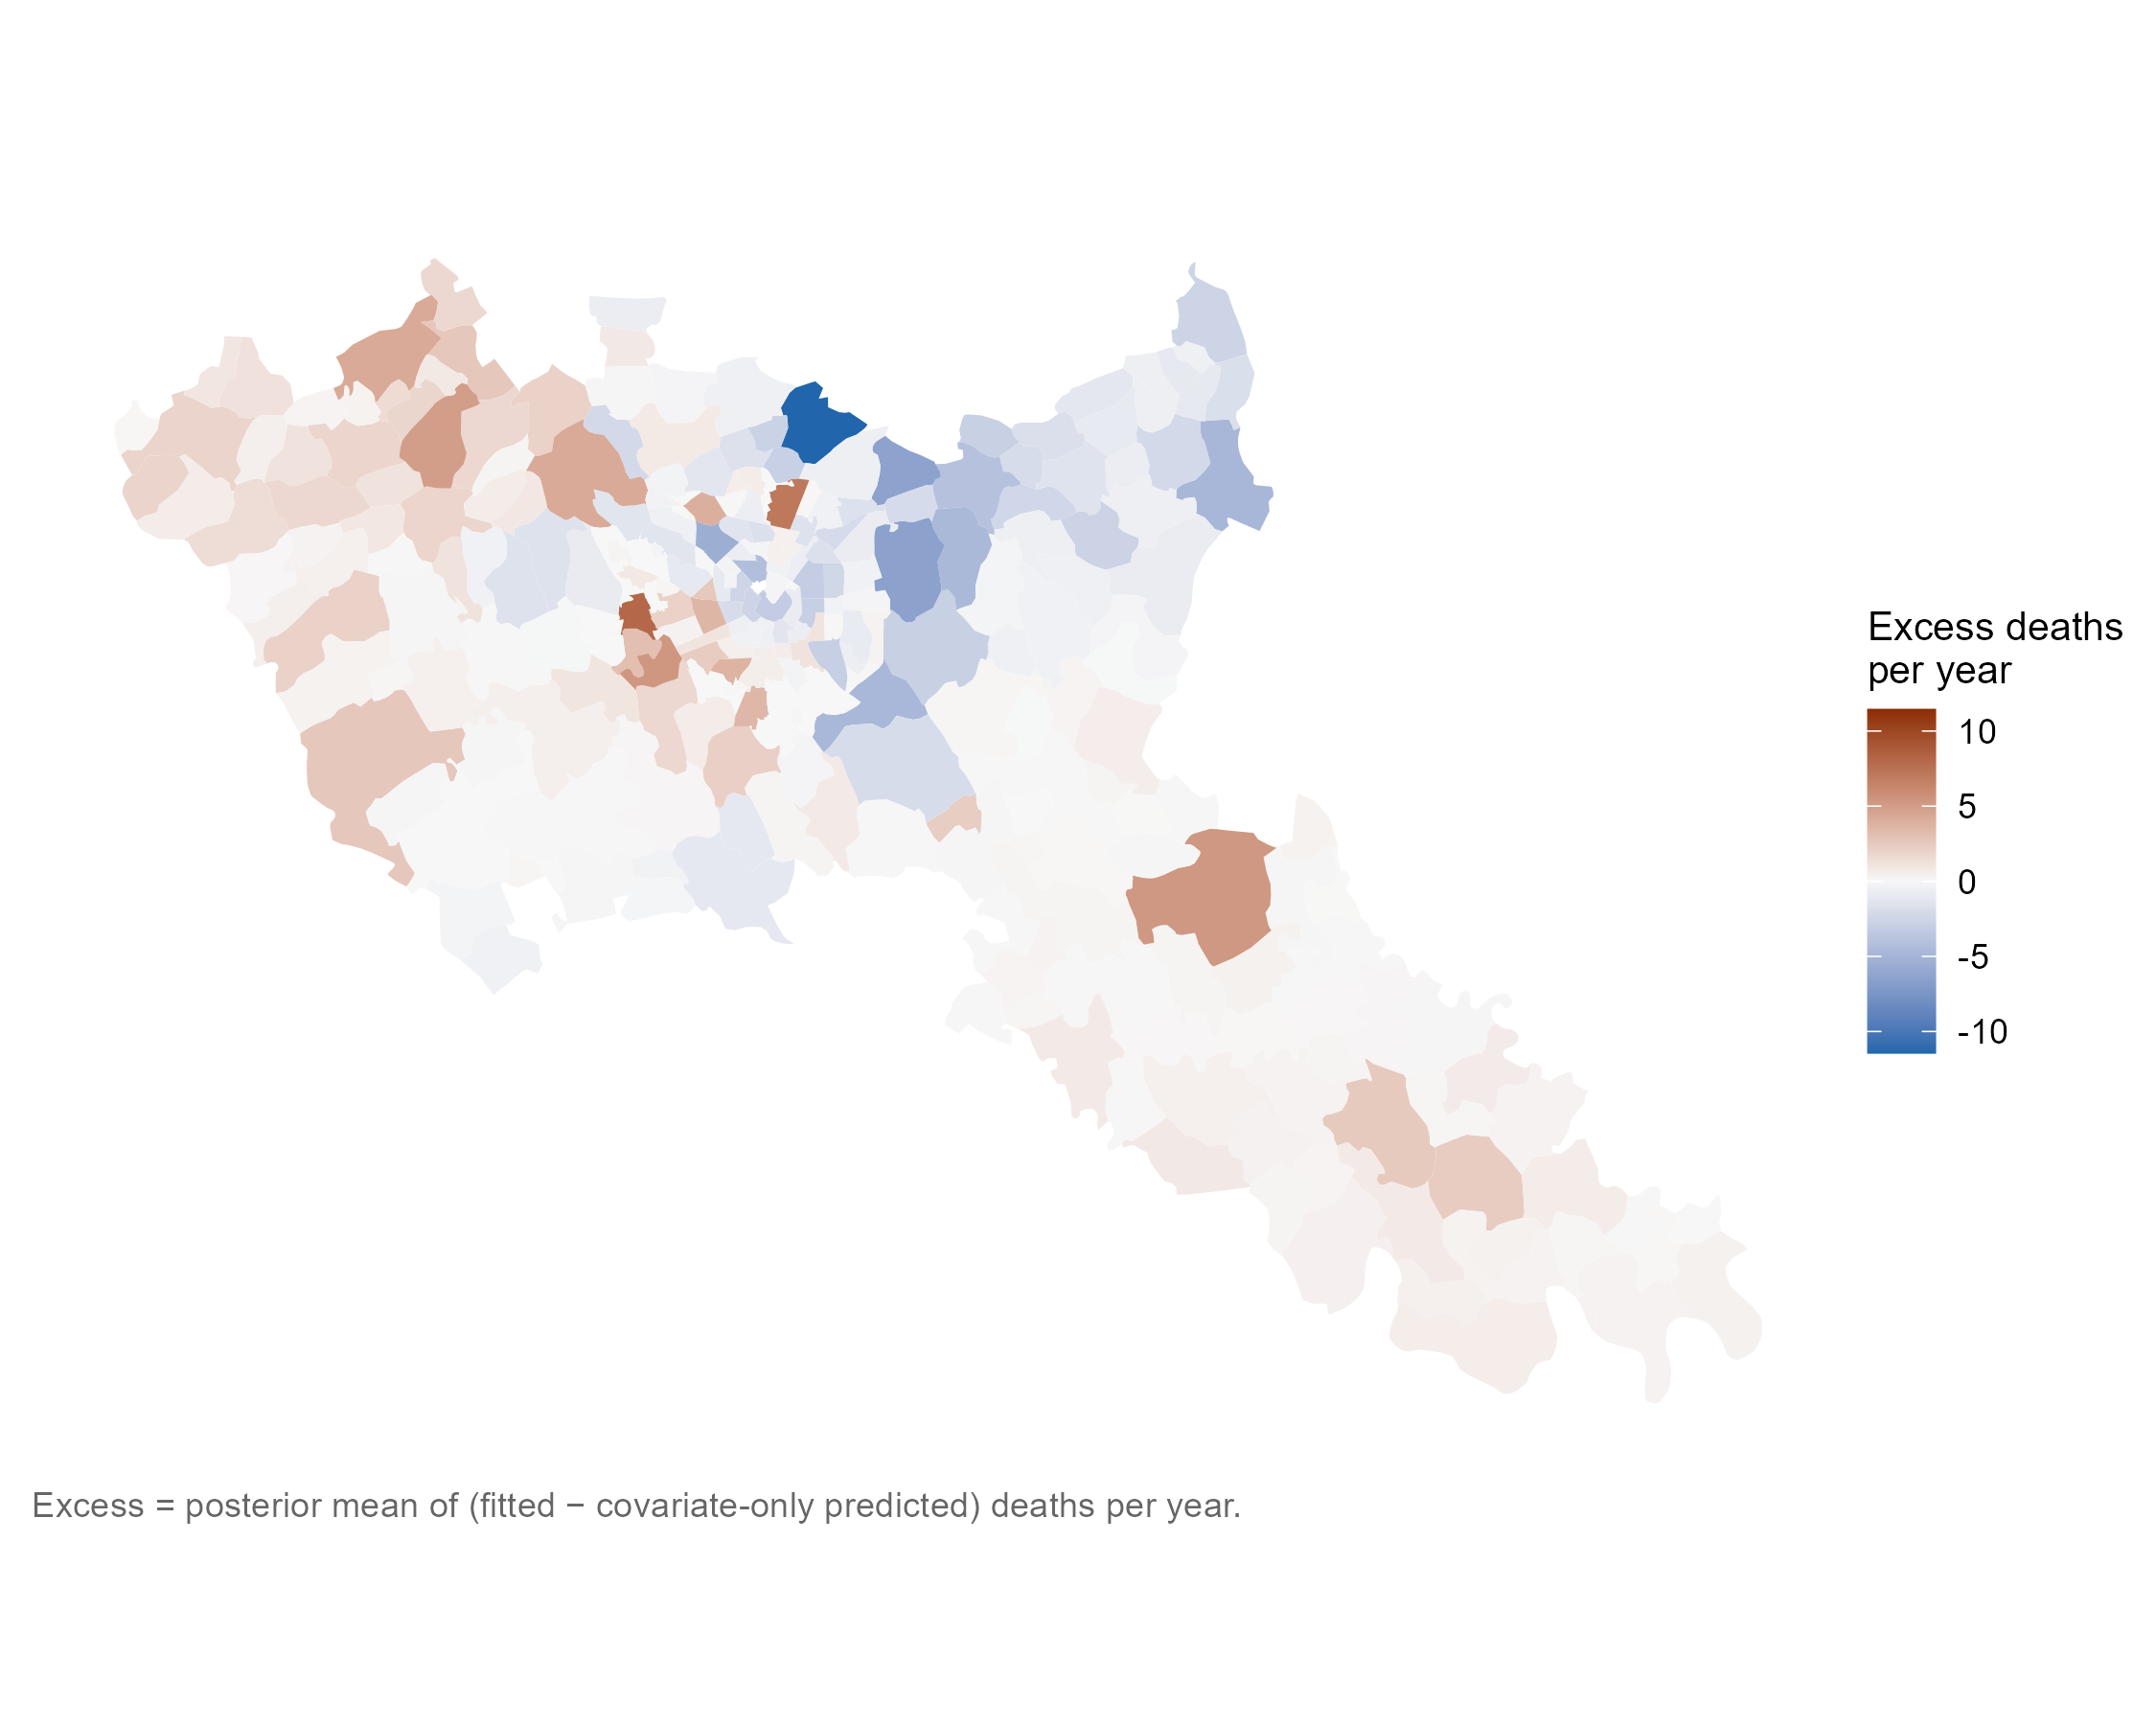 Excess deaths
per year
10
5
0
-5
-10
Excess = posterior mean of (fitted − covariate-only predicted) deaths per year.